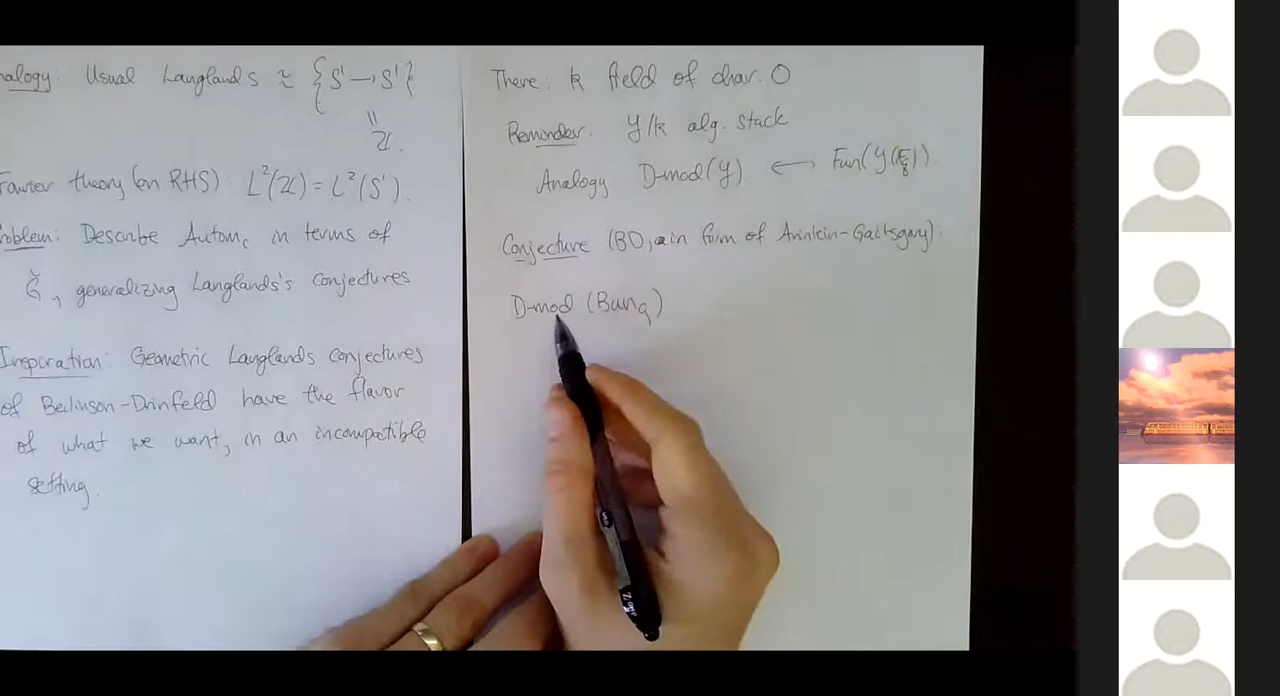 nalogy: Usual Langlands ≈ {S¹ → S¹}
"
ℤ.
Fourier theory (on RHS) L²(ℤ) = L²(S¹).
roblem: Describe Autom_c in terms of
Ǧ, generalizing Langlands's conjectures
Inspiration: Geometric Langlands conjectures
of Beilinson-Drinfeld have the flavor
of what we want, in an incompatible
setting.
There: k field of char. 0
Reminder. Y/k alg. stack
Analogy D-mod(Y) ⟵ Fun(Y(F_q)).
Conjecture (BD, in form of Arinkin-Gaitsgory):
D-mod (Bun_G)